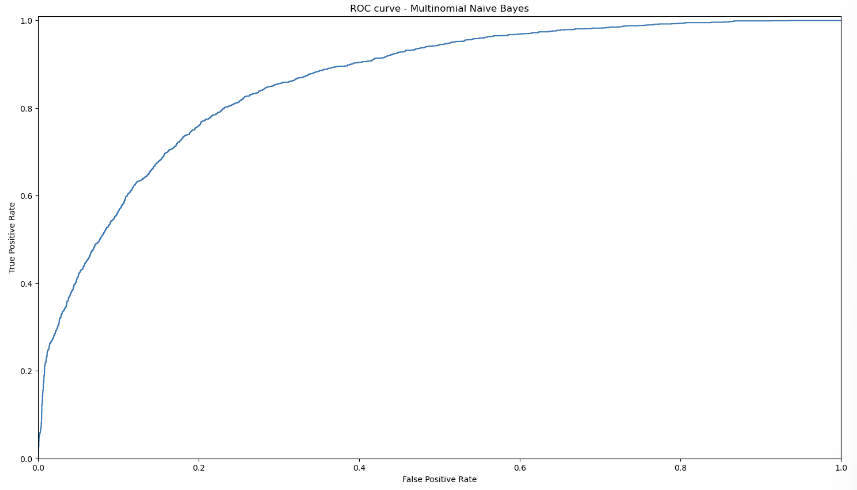 ROC curve - Multinomial Naive Bayes
1.0
0.8
0.6
0.4
0.2
0.0
True Positive Rate
0.0 0.2 0.4 0.6 0.8 1.0
False Positive Rate